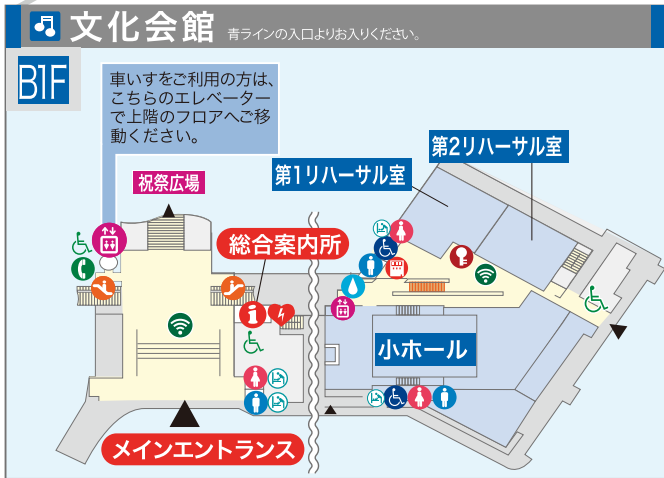 文化会館 青ラインの入口よりお入りください。
B1F
車いすをご利用の方は、
こちらのエレベーター
で上階のフロアへご移
動ください。
祝祭広場
第1リハーサル室
第2リハーサル室
総合案内所
小ホール
メインエントランス